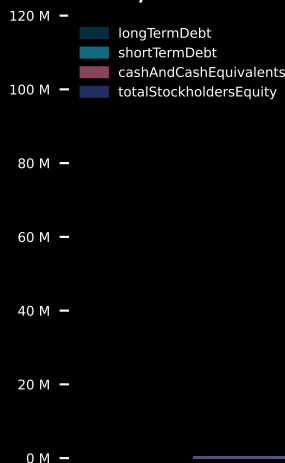 120 M
longTermDebt
shortTermDebt
cashAndCashEquivalents
totalStockholdersEquity
100 M
80 M
60 M
40 M
20 M
0 M